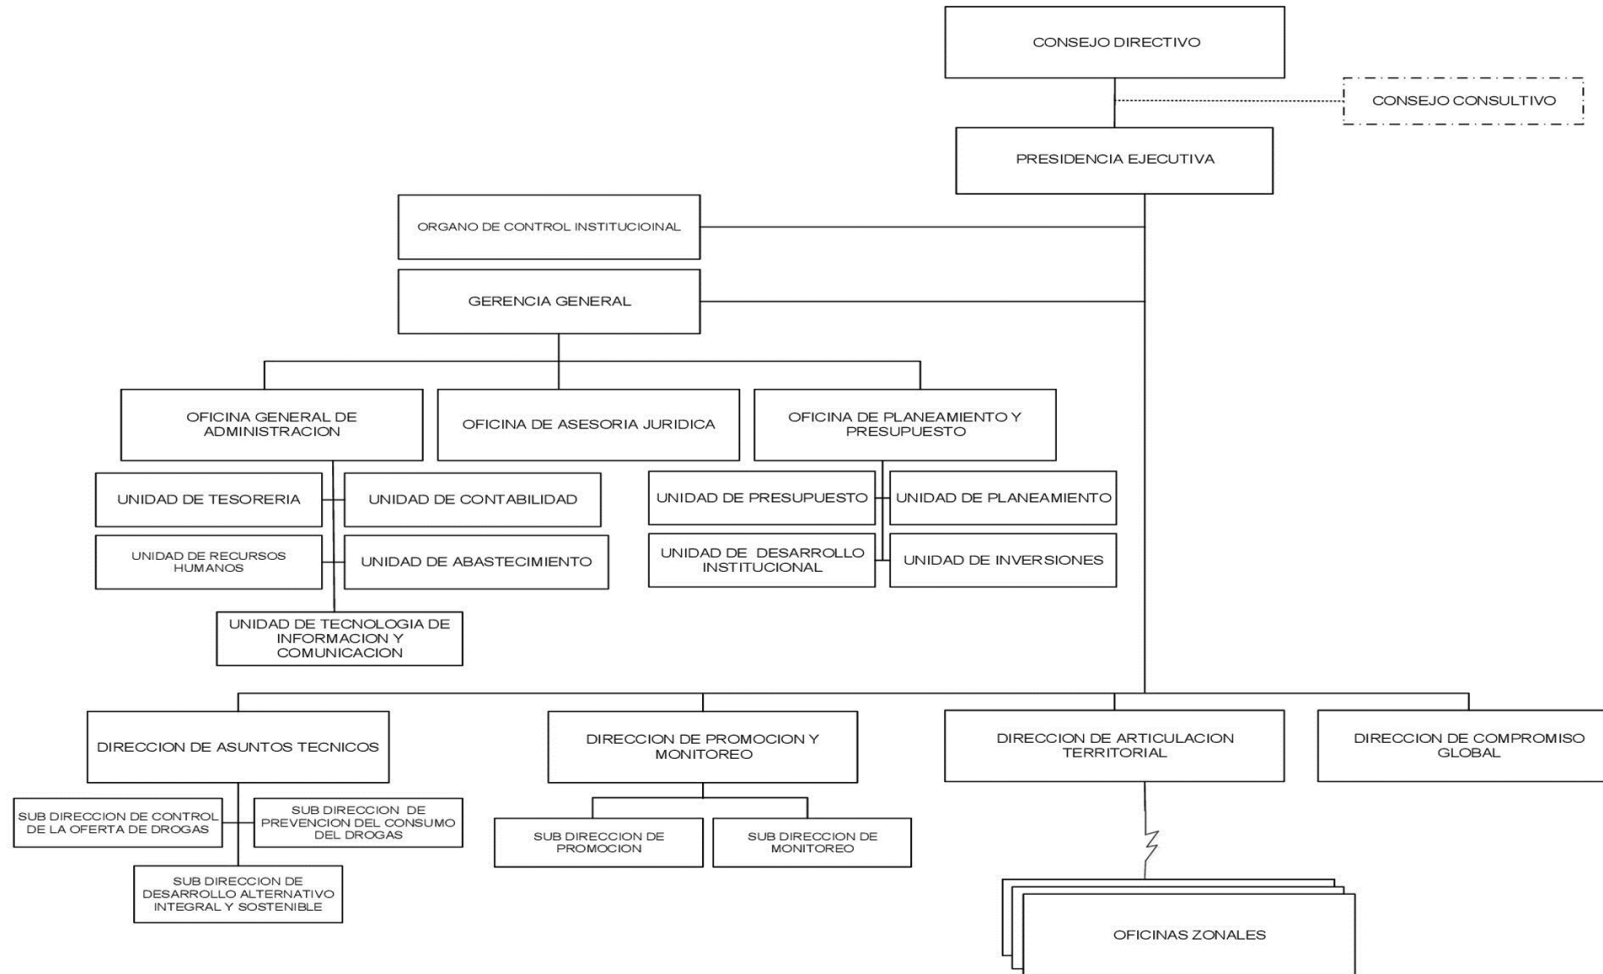 CONSEJO DIRECTIVO
CONSEJO CONSULTIVO
PRESIDENCIA EJECUTIVA
ORGANO DE CONTROL INSTITUCIOINAL
GERENCIA GENERAL
OFICINA GENERAL DE
ADMINISTRACION
OFICINA DE ASESORIA JURIDICA
OFICINA DE PLANEAMIENTO Y
PRESUPUESTO
UNIDAD DE TESORERIA
UNIDAD DE CONTABILIDAD
UNIDAD DE PRESUPUESTO
UNIDAD DE PLANEAMIENTO
UNIDAD DE RECURSOS
HUMANOS
UNIDAD DE ABASTECIMIENTO
UNIDAD DE DESARROLLO
INSTITUCIONAL
UNIDAD DE INVERSIONES
UNIDAD DE TECNOLOGIA DE
INFORMACION Y
COMUNICACION
DIRECCION DE ASUNTOS TECNICOS
DIRECCION DE PROMOCION Y
MONITOREO
DIRECCION DE ARTICULACION
TERRITORIAL
DIRECCION DE COMPROMISO
GLOBAL
SUB DIRECCION DE CONTROL
DE LA OFERTA DE DROGAS
SUB DIRECCION DE
PREVENCION DEL CONSUMO
DEL DROGAS
SUB DIRECCION DE
PROMOCION
SUB DIRECCION DE
MONITOREO
SUB DIRECCION DE
DESARROLLO ALTERNATIVO
INTEGRAL Y SOSTENIBLE
OFICINAS ZONALES